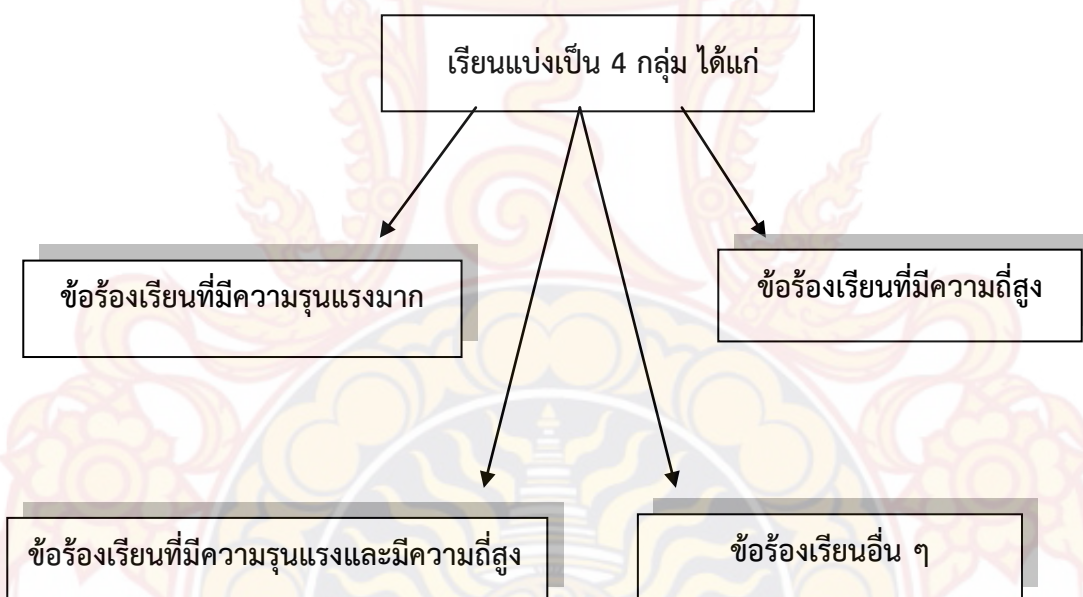 เรียนแบ่งเป็น 4 กลุ่ม ได้แก่
ข้อร้องเรียนที่มีความรุนแรงมาก
ข้อร้องเรียนที่มีความถี่สูง
ข้อร้องเรียนที่มีความรุนแรงและมีความถี่สูง
ข้อร้องเรียนอื่น ๆ